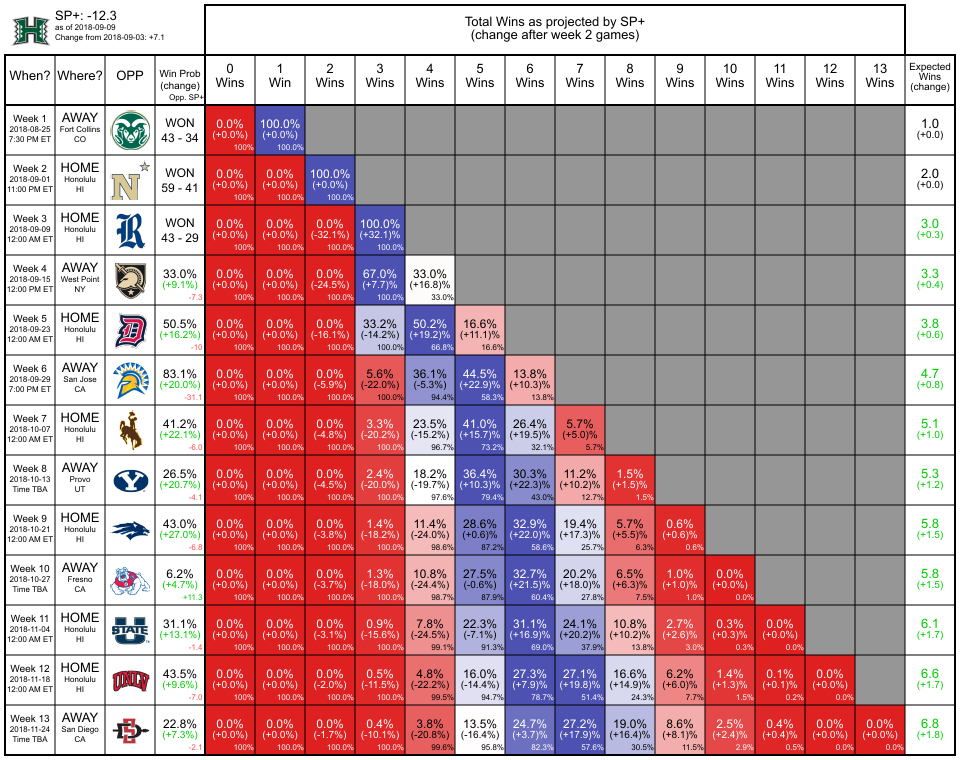 SP+: -12.3
as of 2018-09-09
Change from 2018-09-03: +7.1
Total Wins as projected by SP+
(change after week 2 games)
When? Where? OPP Win Prob (change) Opp. SP+ 0 Wins 1 Win 2 Wins 3 Wins 4 Wins 5 Wins 6 Wins 7 Wins 8 Wins 9 Wins 10 Wins 11 Wins 12 Wins 13 Wins Expected Wins (change)
Week 1 AWAY WON 0.0% 100.0% 1.0
2018-08-25 Fort Collins 43 - 34 (+0.0%) (+0.0%) (+0.0)
7:30 PM ET CO 100% 100.0%
Week 2 HOME WON 0.0% 0.0% 100.0% 2.0
2018-09-01 Honolulu N 59 - 41 (+0.0%) (+0.0%) (+0.0%) (+0.0)
11:00 PM ET HI 100% 100.0% 100.0%
Week 3 HOME WON 0.0% 0.0% 0.0% 100.0% 3.0
2018-09-09 Honolulu R 43 - 29 (+0.0%) (+0.0%) (-32.1%) (+32.1)% (+0.3)
12:00 AM ET HI 100% 100.0% 100.0% 100.0%
Week 4 AWAY 33.0% 0.0% 0.0% 0.0% 67.0% 33.0% 3.3
2018-09-15 West Point (+9.1%) (+0.0%) (+0.0%) (-24.5%) (+7.7)% (+16.8)% (+0.4)
12:00 PM ET NY -7.3 100% 100.0% 100.0% 100.0% 33.0%
Week 5 HOME 50.5% 0.0% 0.0% 0.0% 33.2% 50.2% 16.6% 3.8
2018-09-23 Honolulu D (+16.2%) (+0.0%) (+0.0%) (-16.1%) (-14.2%) (+19.2)% (+11.1)% (+0.6)
12:00 AM ET HI -10 100% 100.0% 100.0% 100.0% 66.8% 16.6%
Week 6 AWAY 83.1% 0.0% 0.0% 0.0% 5.6% 36.1% 44.5% 13.8% 4.7
2018-09-29 San Jose (+20.0%) (+0.0%) (+0.0%) (-5.9%) (-22.0%) (-5.3%) (+22.9)% (+10.3)% (+0.8)
7:00 PM ET CA -31.1 100% 100.0% 100.0% 100.0% 94.4% 58.3% 13.8%
Week 7 HOME 41.2% 0.0% 0.0% 0.0% 3.3% 23.5% 41.0% 26.4% 5.7% 5.1
2018-10-07 Honolulu (+22.1%) (+0.0%) (+0.0%) (-4.8%) (-20.2%) (-15.2%) (+15.7)% (+19.5)% (+5.0)% (+1.0)
12:00 AM ET HI -6.0 100% 100.0% 100.0% 100.0% 96.7% 73.2% 32.1% 5.7%
Week 8 AWAY 26.5% 0.0% 0.0% 0.0% 2.4% 18.2% 36.4% 30.3% 11.2% 1.5% 5.3
2018-10-13 Provo Y (+20.7%) (+0.0%) (+0.0%) (-4.5%) (-20.0%) (-19.7%) (+10.3)% (+22.3)% (+10.2)% (+1.5)% (+1.2)
Time TBA UT -4.1 100% 100.0% 100.0% 100.0% 97.6% 79.4% 43.0% 12.7% 1.5%
Week 9 HOME 43.0% 0.0% 0.0% 0.0% 1.4% 11.4% 28.6% 32.9% 19.4% 5.7% 0.6% 5.8
2018-10-21 Honolulu (+27.0%) (+0.0%) (+0.0%) (-3.8%) (-18.2%) (-24.0%) (+0.6)% (+22.0)% (+17.3)% (+5.5)% (+0.6)% (+1.5)
12:00 AM ET HI -6.8 100% 100.0% 100.0% 100.0% 98.6% 87.2% 58.6% 25.7% 6.3% 0.6%
Week 10 AWAY 6.2% 0.0% 0.0% 0.0% 1.3% 10.8% 27.5% 32.7% 20.2% 6.5% 1.0% 0.0% 5.8
2018-10-27 Fresno (+4.7%) (+0.0%) (+0.0%) (-3.7%) (-18.0%) (-24.4%) (-0.6%) (+21.5)% (+18.0)% (+6.3)% (+1.0)% (+0.0)% (+1.5)
Time TBA CA +11.3 100% 100.0% 100.0% 100.0% 98.7% 87.9% 60.4% 27.8% 7.5% 1.0% 0.0%
Week 11 HOME 31.1% 0.0% 0.0% 0.0% 0.9% 7.8% 22.3% 31.1% 24.1% 10.8% 2.7% 0.3% 0.0% 6.1
2018-11-04 Honolulu U STATE (+13.1%) (+0.0%) (+0.0%) (-3.1%) (-15.6%) (-24.5%) (-7.1%) (+16.9)% (+20.2)% (+10.2)% (+2.6)% (+0.3)% (+0.0)% (+1.7)
12:00 AM ET HI -1.4 100% 100.0% 100.0% 100.0% 99.1% 91.3% 69.0% 37.9% 13.8% 3.0% 0.3% 0.0%
Week 12 HOME 43.5% 0.0% 0.0% 0.0% 0.5% 4.8% 16.0% 27.3% 27.1% 16.6% 6.2% 1.4% 0.1% 0.0% 6.6
2018-11-18 Honolulu UNLV (+9.6%) (+0.0%) (+0.0%) (-2.0%) (-11.5%) (-22.2%) (-14.4%) (+7.9)% (+19.8)% (+14.9)% (+6.0)% (+1.3)% (+0.1)% (+0.0)% (+1.7)
12:00 AM ET HI -7.0 100% 100.0% 100.0% 100.0% 99.5% 94.7% 78.7% 51.4% 24.3% 7.7% 1.5% 0.2% 0.0%
Week 13 AWAY 22.8% 0.0% 0.0% 0.0% 0.4% 3.8% 13.5% 24.7% 27.2% 19.0% 8.6% 2.5% 0.4% 0.0% 0.0% 6.8
2018-11-24 San Diego SD (+7.3%) (+0.0%) (+0.0%) (-1.7%) (-10.1%) (-20.8%) (-16.4%) (+3.7)% (+17.9)% (+16.4)% (+8.1)% (+2.4)% (+0.4)% (+0.0)% (+0.0)% (+1.8)
Time TBA CA -2.1 100% 100.0% 100.0% 100.0% 99.6% 95.8% 82.3% 57.6% 30.5% 11.5% 2.9% 0.5% 0.0% 0.0%